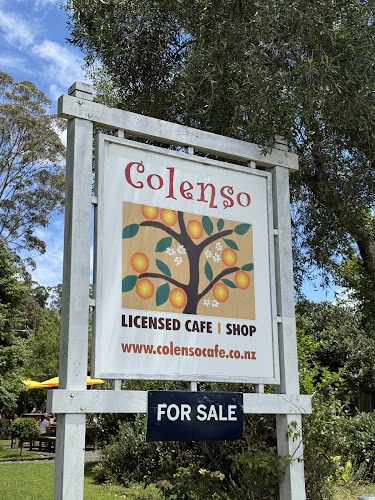 Colenso
LICENSED CAFE | SHOP
www.colensocafe.co.nz
FOR SALE